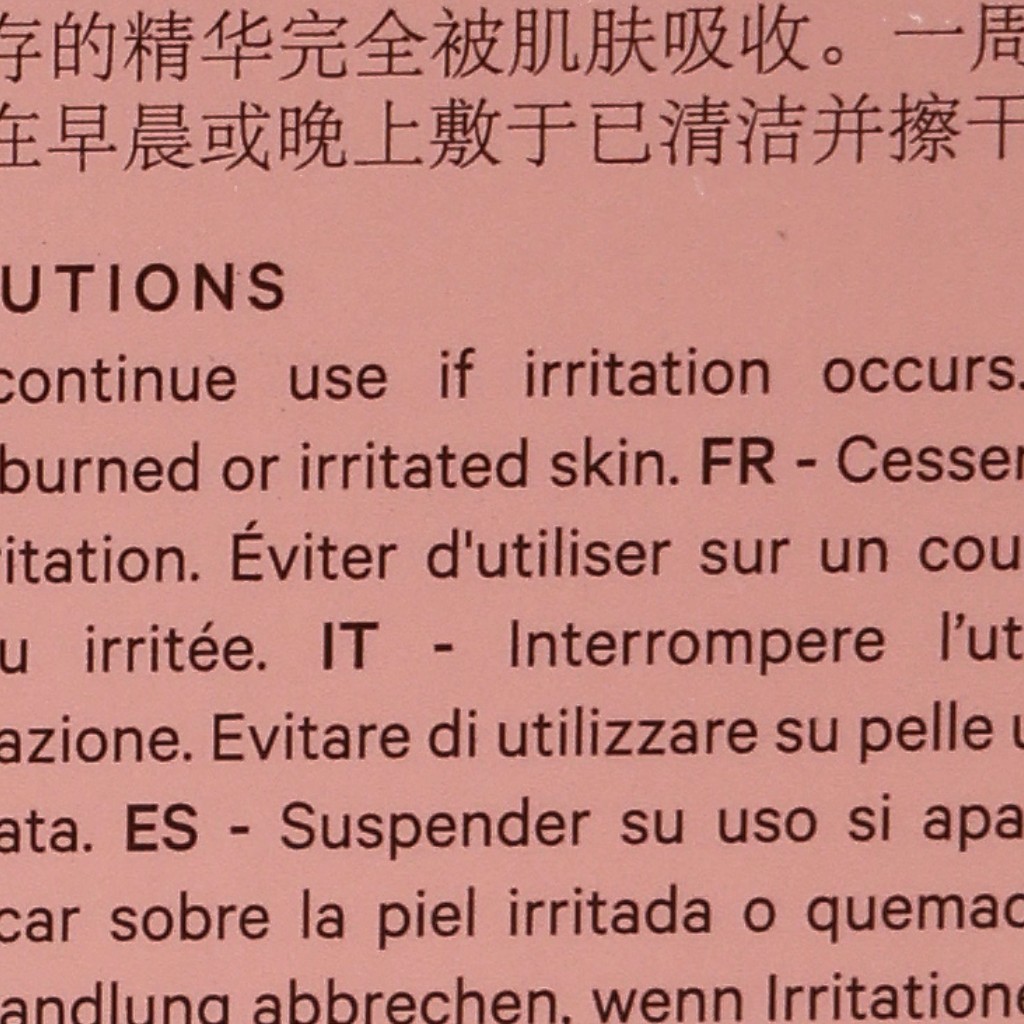 存的精华完全被肌肤吸收。一周
在早晨或晚上敷于已清洁并擦干
UTIONS
continue use if irritation occurs.
burned or irritated skin. FR - Cesser
ritation. Éviter d'utiliser sur un cou
u irritée. IT - Interrompere l’ut
azione. Evitare di utilizzare su pelle u
ata. ES - Suspender su uso si apa
car sobre la piel irritada o quemad
andlung abbrechen, wenn Irritatione